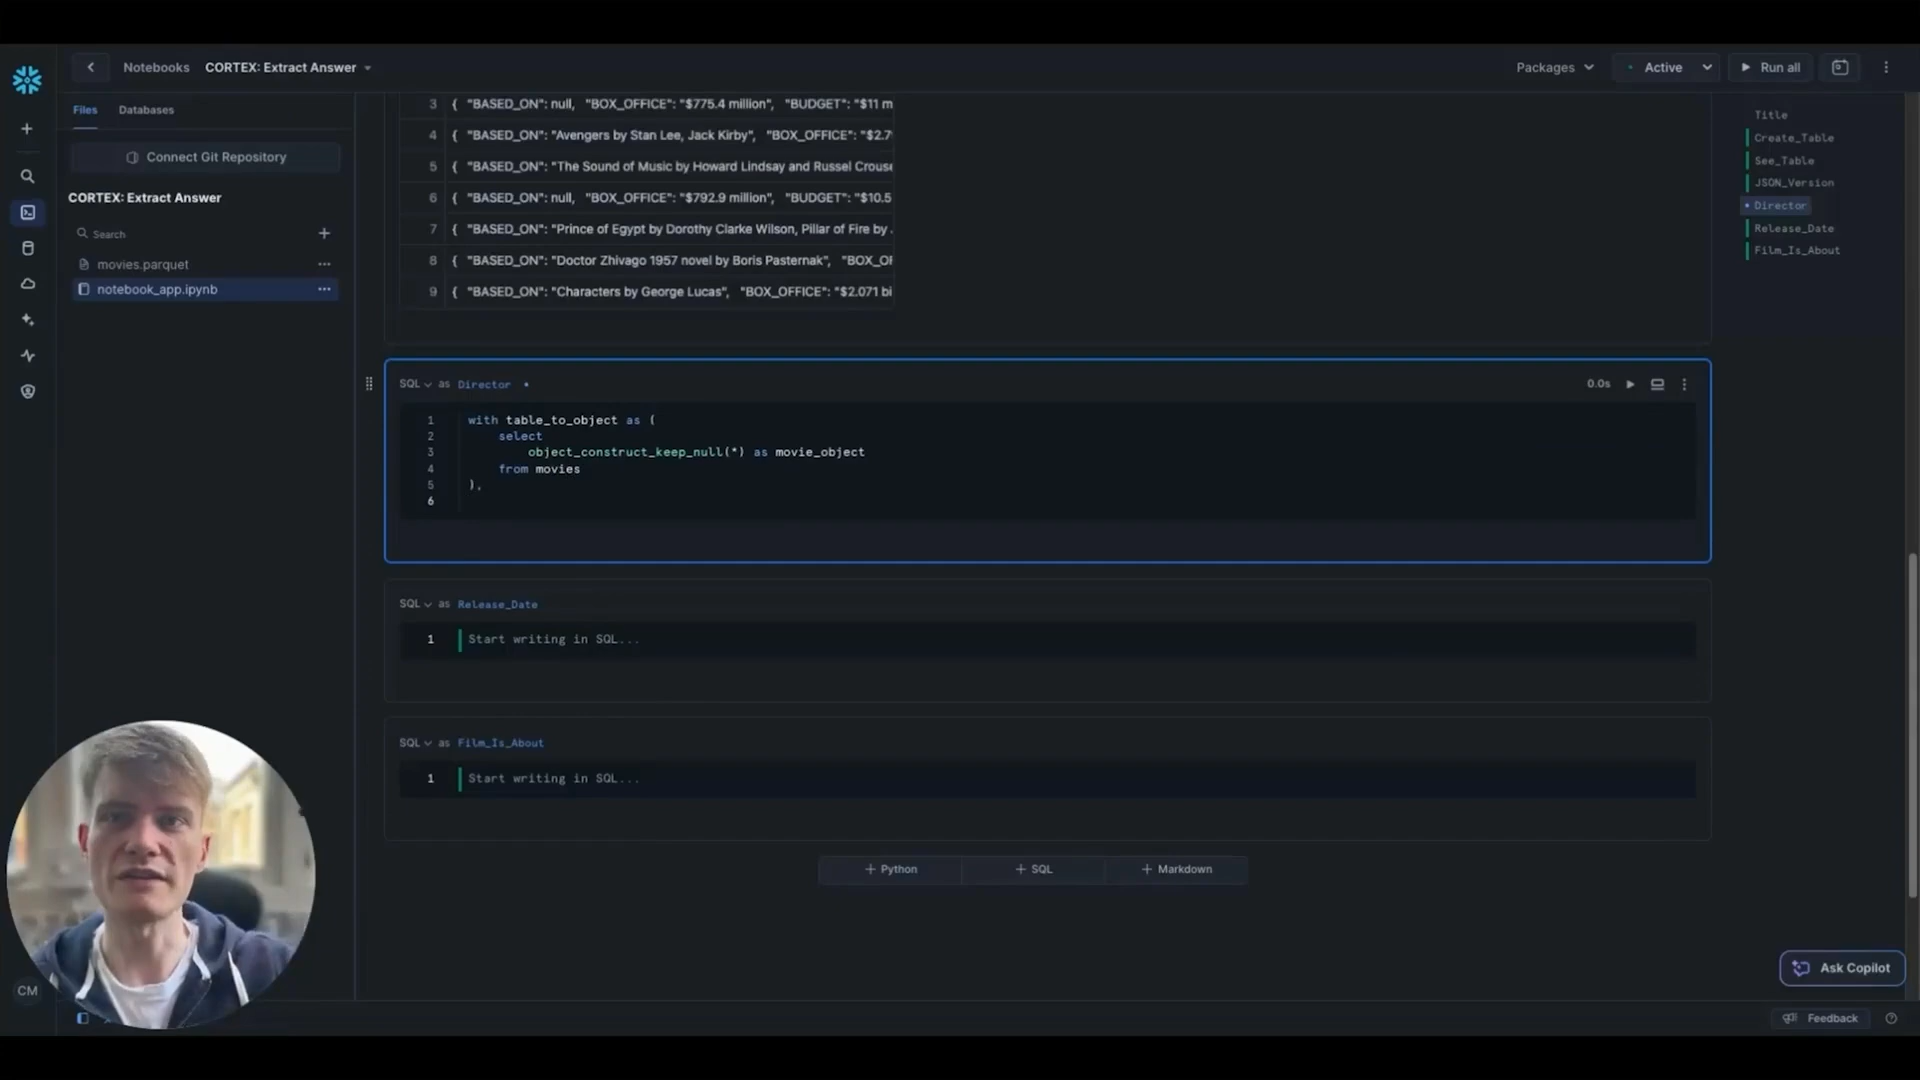 Notebooks CORTEX: Extract Answer
Packages
Active
Run all
Files Databases
Connect Git Repository
CORTEX: Extract Answer
Search
movies.parquet
notebook_app.ipynb
3 { "BASED_ON": null, "BOX_OFFICE": "$775.4 million", "BUDGET": "$11 m
4 { "BASED_ON": "Avengers by Stan Lee, Jack Kirby", "BOX_OFFICE": "$2.7
5 { "BASED_ON": "The Sound of Music by Howard Lindsay and Russel Crouse
6 { "BASED_ON": null, "BOX_OFFICE": "$792.9 million", "BUDGET": "$10.5
7 { "BASED_ON": "Prince of Egypt by Dorothy Clarke Wilson, Pillar of Fire by
8 { "BASED_ON": "Doctor Zhivago 1957 novel by Boris Pasternak", "BOX_OF
9 { "BASED_ON": "Characters by George Lucas", "BOX_OFFICE": "$2.071 bi
SQL as Director
0.0s
1 with table_to_object as (
2 select
3 object_construct_keep_null(*) as movie_object
4 from movies
5 ),
6
SQL as Release_Date
1 Start writing in SQL...
SQL as Film_Is_About
1 Start writing in SQL...
+ Python
+ SQL
+ Markdown
Title
Create_Table
See_Table
JSON_Version
Director
Release_Date
Film_Is_About
CM
Ask Copilot
Feedback